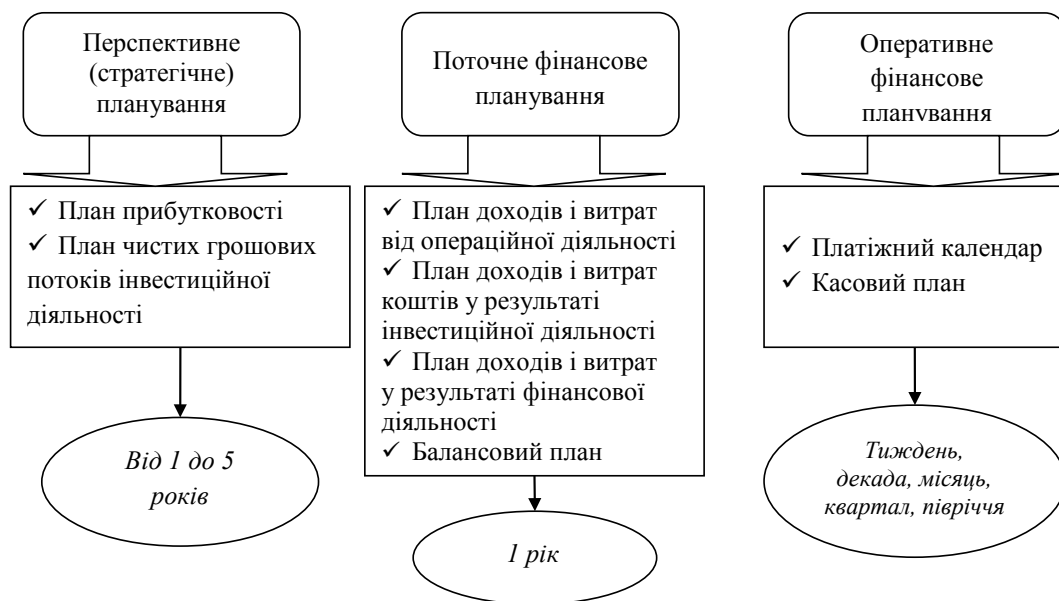 Перспективне
(стратегічне)
планування
✓ План прибутковості
✓ План чистих грошових
потоків інвестиційної
діяльності
Від 1 до 5
років
Поточне фінансове
планування
✓ План доходів і витрат
від операційної діяльності
✓ План доходів і витрат
коштів у результаті
інвестиційної діяльності
✓ План доходів і витрат
у результаті фінансової
діяльності
✓ Балансовий план
1 рік
Оперативне
фінансове
планування
✓ Платіжний календар
✓ Касовий план
Тиждень,
декада, місяць,
квартал, півріччя